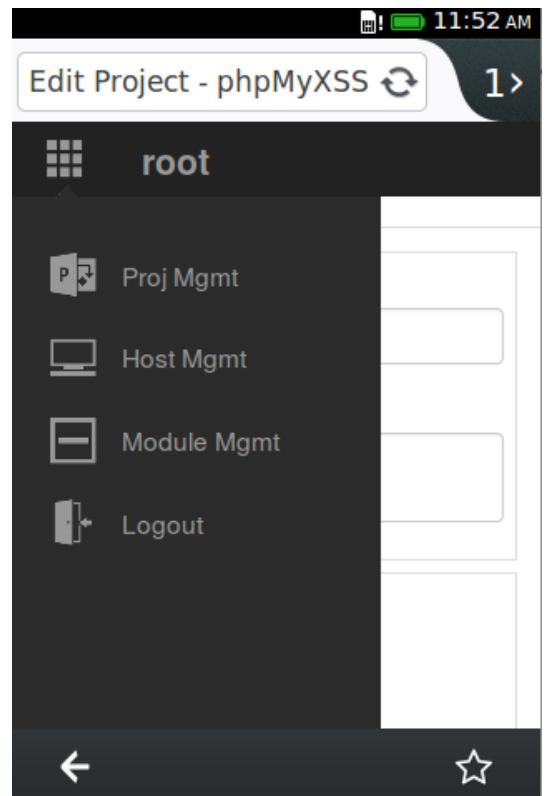 11:52 AM
Edit Project - phpMyXSS
1
root
Proj Mgmt
Host Mgmt
Module Mgmt
Logout